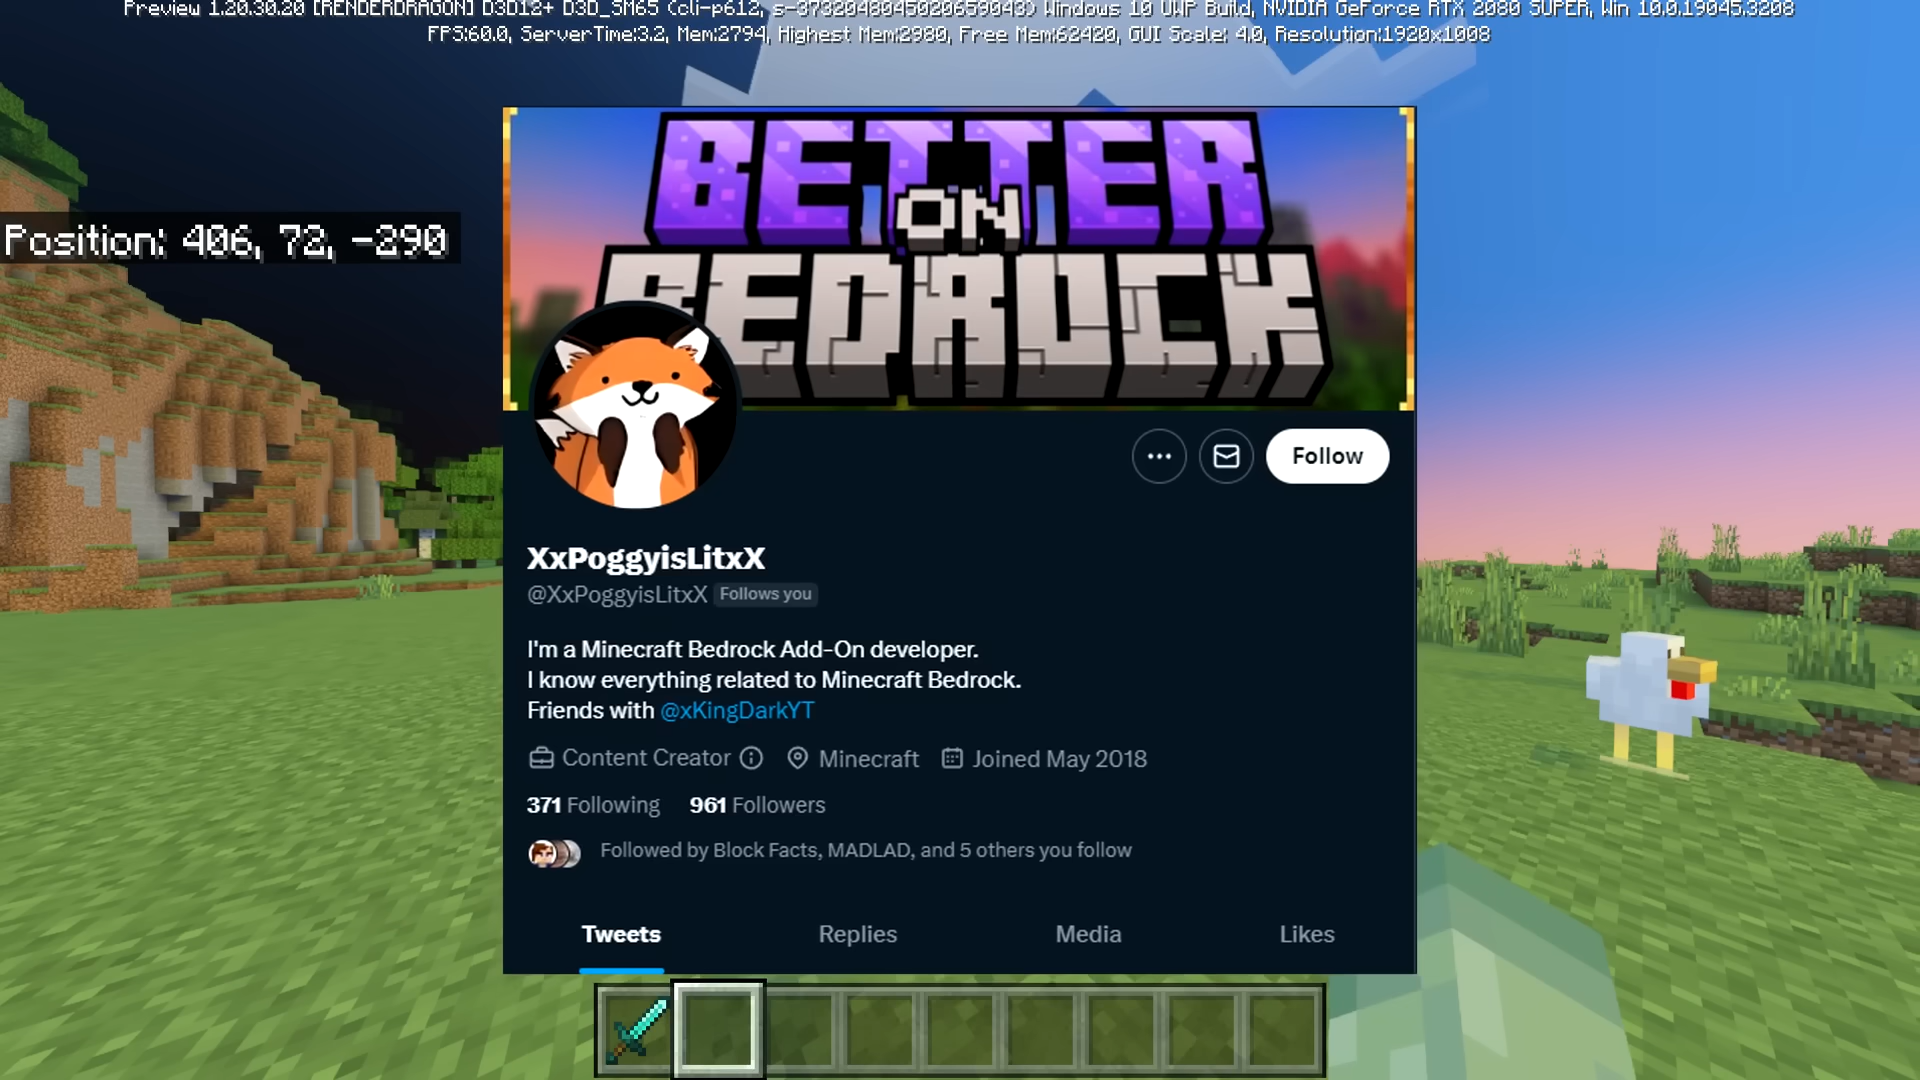 Preview 1.20.30.20 [RENDERDRAGON] D3D12+ D3D_SM65 (cli-p612, s-3732048045020659043) Windows 10 UWP Build, NVIDIA GeForce RTX 2080 SUPER, Win 10.0.19045.3208
FPS:60.0, ServerTime:3.2, Mem:2794, Highest Mem:2980, Free Mem:62420, GUI Scale: 4.0, Resolution:1920x1008
BETTER
ON
BEDROCK
Position: 406, 72, -290
Follow
XxPoggyisLitxX
@XxPoggyisLitxX Follows you
I'm a Minecraft Bedrock Add-On developer.
I know everything related to Minecraft Bedrock.
Friends with @xKingDarkYT
Content Creator Minecraft Joined May 2018
371 Following 961 Followers
Followed by Block Facts, MADLAD, and 5 others you follow
Tweets Replies Media Likes